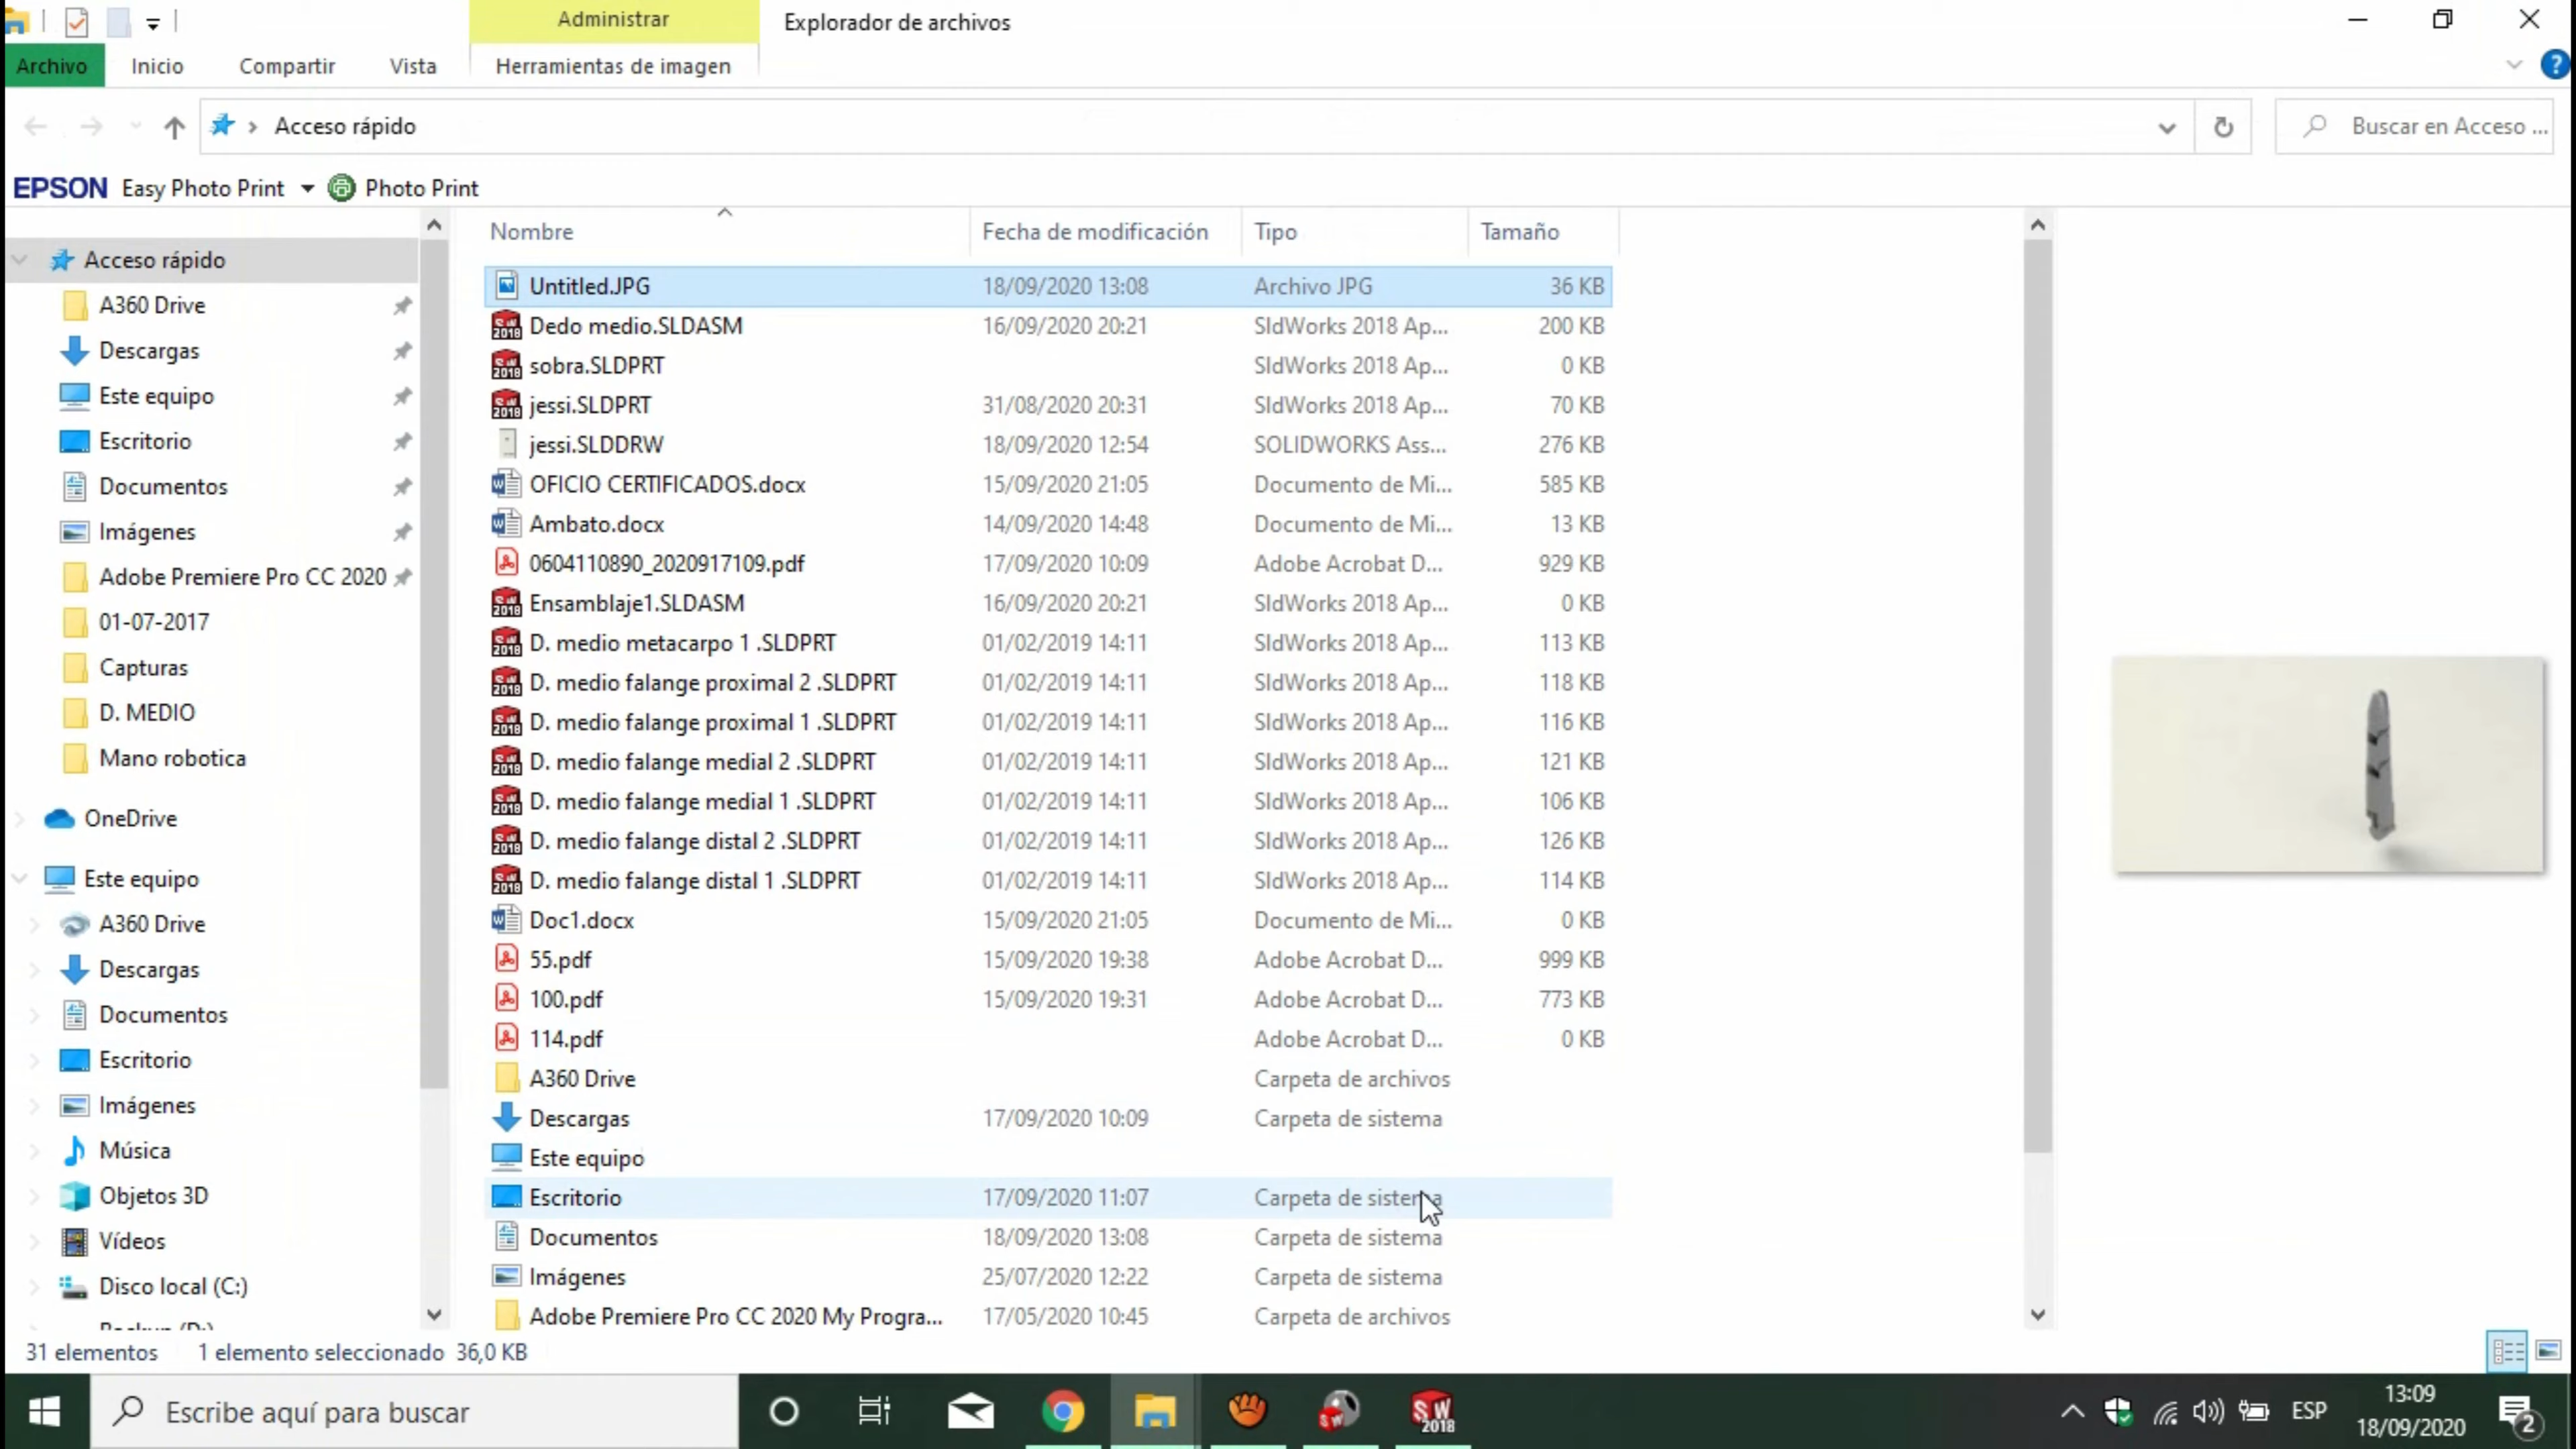 Administrar
Explorador de archivos
Archivo
Inicio
Compartir
Vista
Herramientas de imagen
Acceso rápido
Buscar en Acceso ...
EPSON Easy Photo Print
Photo Print
Nombre
Fecha de modificación
Tipo
Tamaño
Acceso rápido
A360 Drive
Descargas
Este equipo
Escritorio
Documentos
Imágenes
Adobe Premiere Pro CC 2020
01-07-2017
Capturas
D. MEDIO
Mano robotica
OneDrive
Este equipo
A360 Drive
Descargas
Documentos
Escritorio
Imágenes
Música
Objetos 3D
Vídeos
Disco local (C:)
Backup (D:)
Untitled.JPG 18/09/2020 13:08 Archivo JPG 36 KB
Dedo medio.SLDASM 16/09/2020 20:21 SldWorks 2018 Ap... 200 KB
sobra.SLDPRT SldWorks 2018 Ap... 0 KB
jessi.SLDPRT 31/08/2020 20:31 SldWorks 2018 Ap... 70 KB
jessi.SLDDRW 18/09/2020 12:54 SOLIDWORKS Ass... 276 KB
OFICIO CERTIFICADOS.docx 15/09/2020 21:05 Documento de Mi... 585 KB
Ambato.docx 14/09/2020 14:48 Documento de Mi... 13 KB
0604110890_2020917109.pdf 17/09/2020 10:09 Adobe Acrobat D... 929 KB
Ensamblaje1.SLDASM 16/09/2020 20:21 SldWorks 2018 Ap... 0 KB
D. medio metacarpo 1 .SLDPRT 01/02/2019 14:11 SldWorks 2018 Ap... 113 KB
D. medio falange proximal 2 .SLDPRT 01/02/2019 14:11 SldWorks 2018 Ap... 118 KB
D. medio falange proximal 1 .SLDPRT 01/02/2019 14:11 SldWorks 2018 Ap... 116 KB
D. medio falange medial 2 .SLDPRT 01/02/2019 14:11 SldWorks 2018 Ap... 121 KB
D. medio falange medial 1 .SLDPRT 01/02/2019 14:11 SldWorks 2018 Ap... 106 KB
D. medio falange distal 2 .SLDPRT 01/02/2019 14:11 SldWorks 2018 Ap... 126 KB
D. medio falange distal 1 .SLDPRT 01/02/2019 14:11 SldWorks 2018 Ap... 114 KB
Doc1.docx 15/09/2020 21:05 Documento de Mi... 0 KB
55.pdf 15/09/2020 19:38 Adobe Acrobat D... 999 KB
100.pdf 15/09/2020 19:31 Adobe Acrobat D... 773 KB
114.pdf Adobe Acrobat D... 0 KB
A360 Drive Carpeta de archivos
Descargas 17/09/2020 10:09 Carpeta de sistema
Este equipo
Escritorio 17/09/2020 11:07 Carpeta de sistema
Documentos 18/09/2020 13:08 Carpeta de sistema
Imágenes 25/07/2020 12:22 Carpeta de sistema
Adobe Premiere Pro CC 2020 My Progra... 17/05/2020 10:45 Carpeta de archivos
31 elementos 1 elemento seleccionado 36,0 KB
Escribe aquí para buscar
SW
SW 2018
ESP
13:09
18/09/2020
2